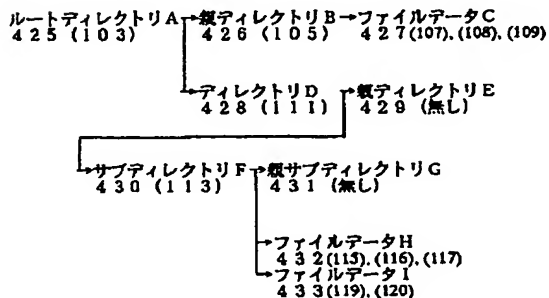 ルートディレクトリA 親ディレクトリB ファイルデータC
425 (103) 426 (105) 427(107), (108), (109)
ディレクトリD 親ディレクトリE
428 (111) 429 (無し)
サブディレクトリF 親サブディレクトリG
430 (113) 431 (無し)
ファイルデータH
432(115), (116), (117)
ファイルデータI
433(119), (120)